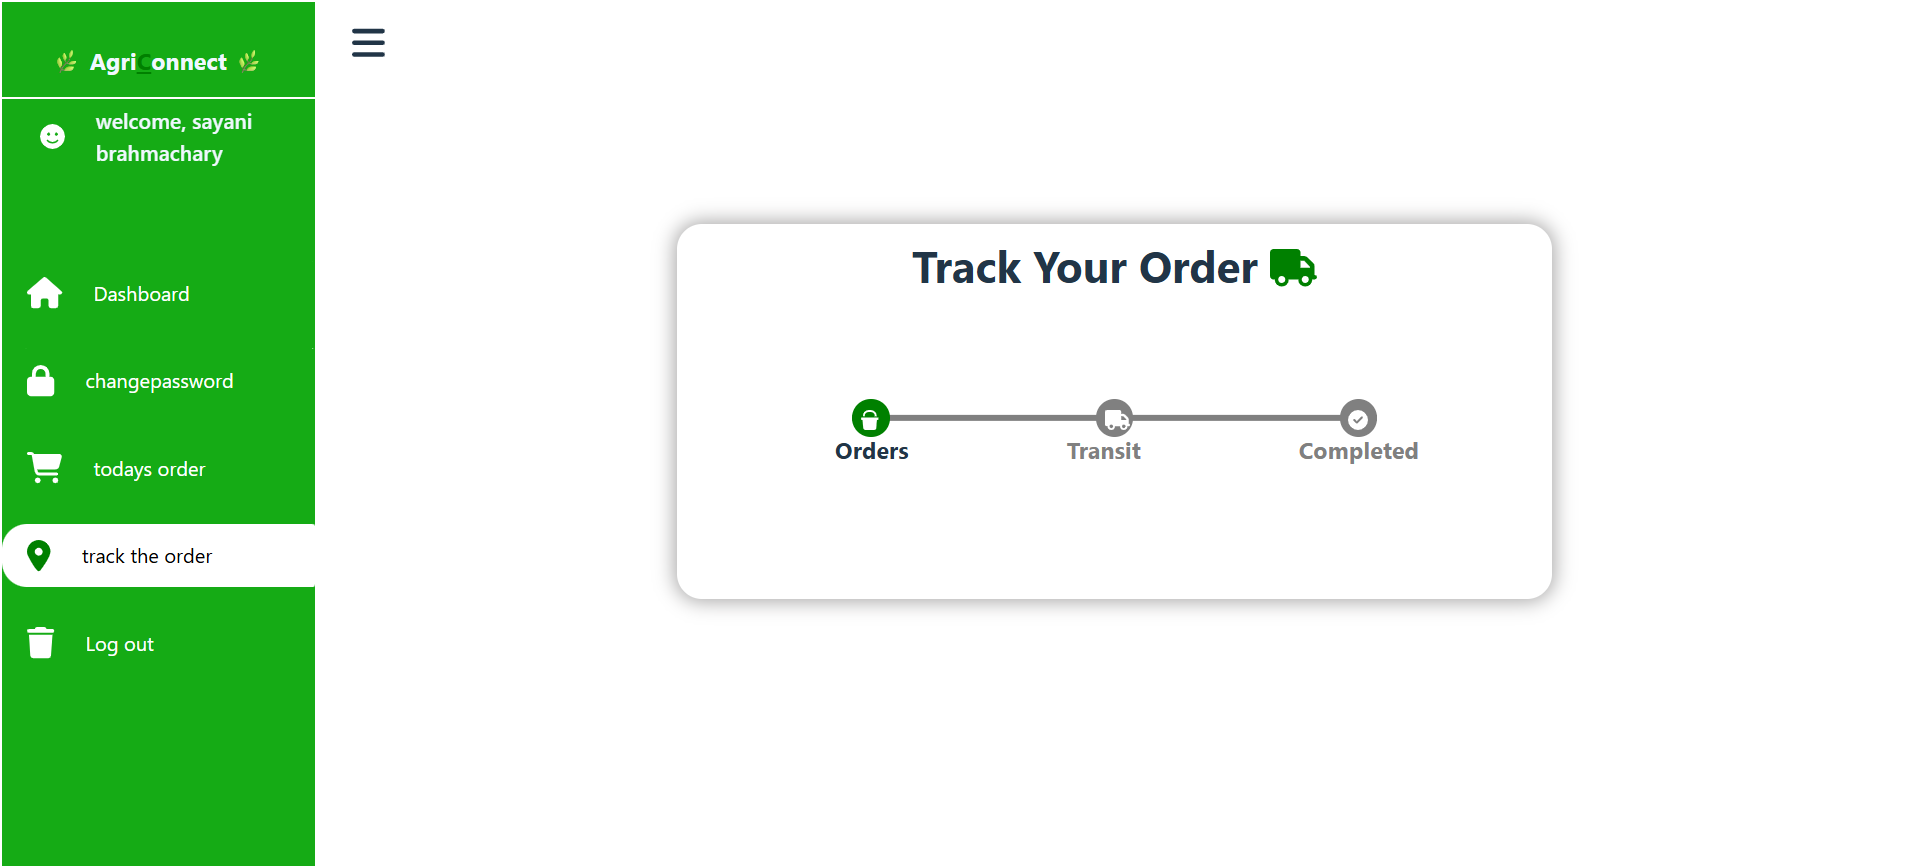 AgriConnect
welcome, sayani
brahmachary
Dashboard
changepassword
todays order
track the order
Log out
Track Your Order
Orders
Transit
Completed